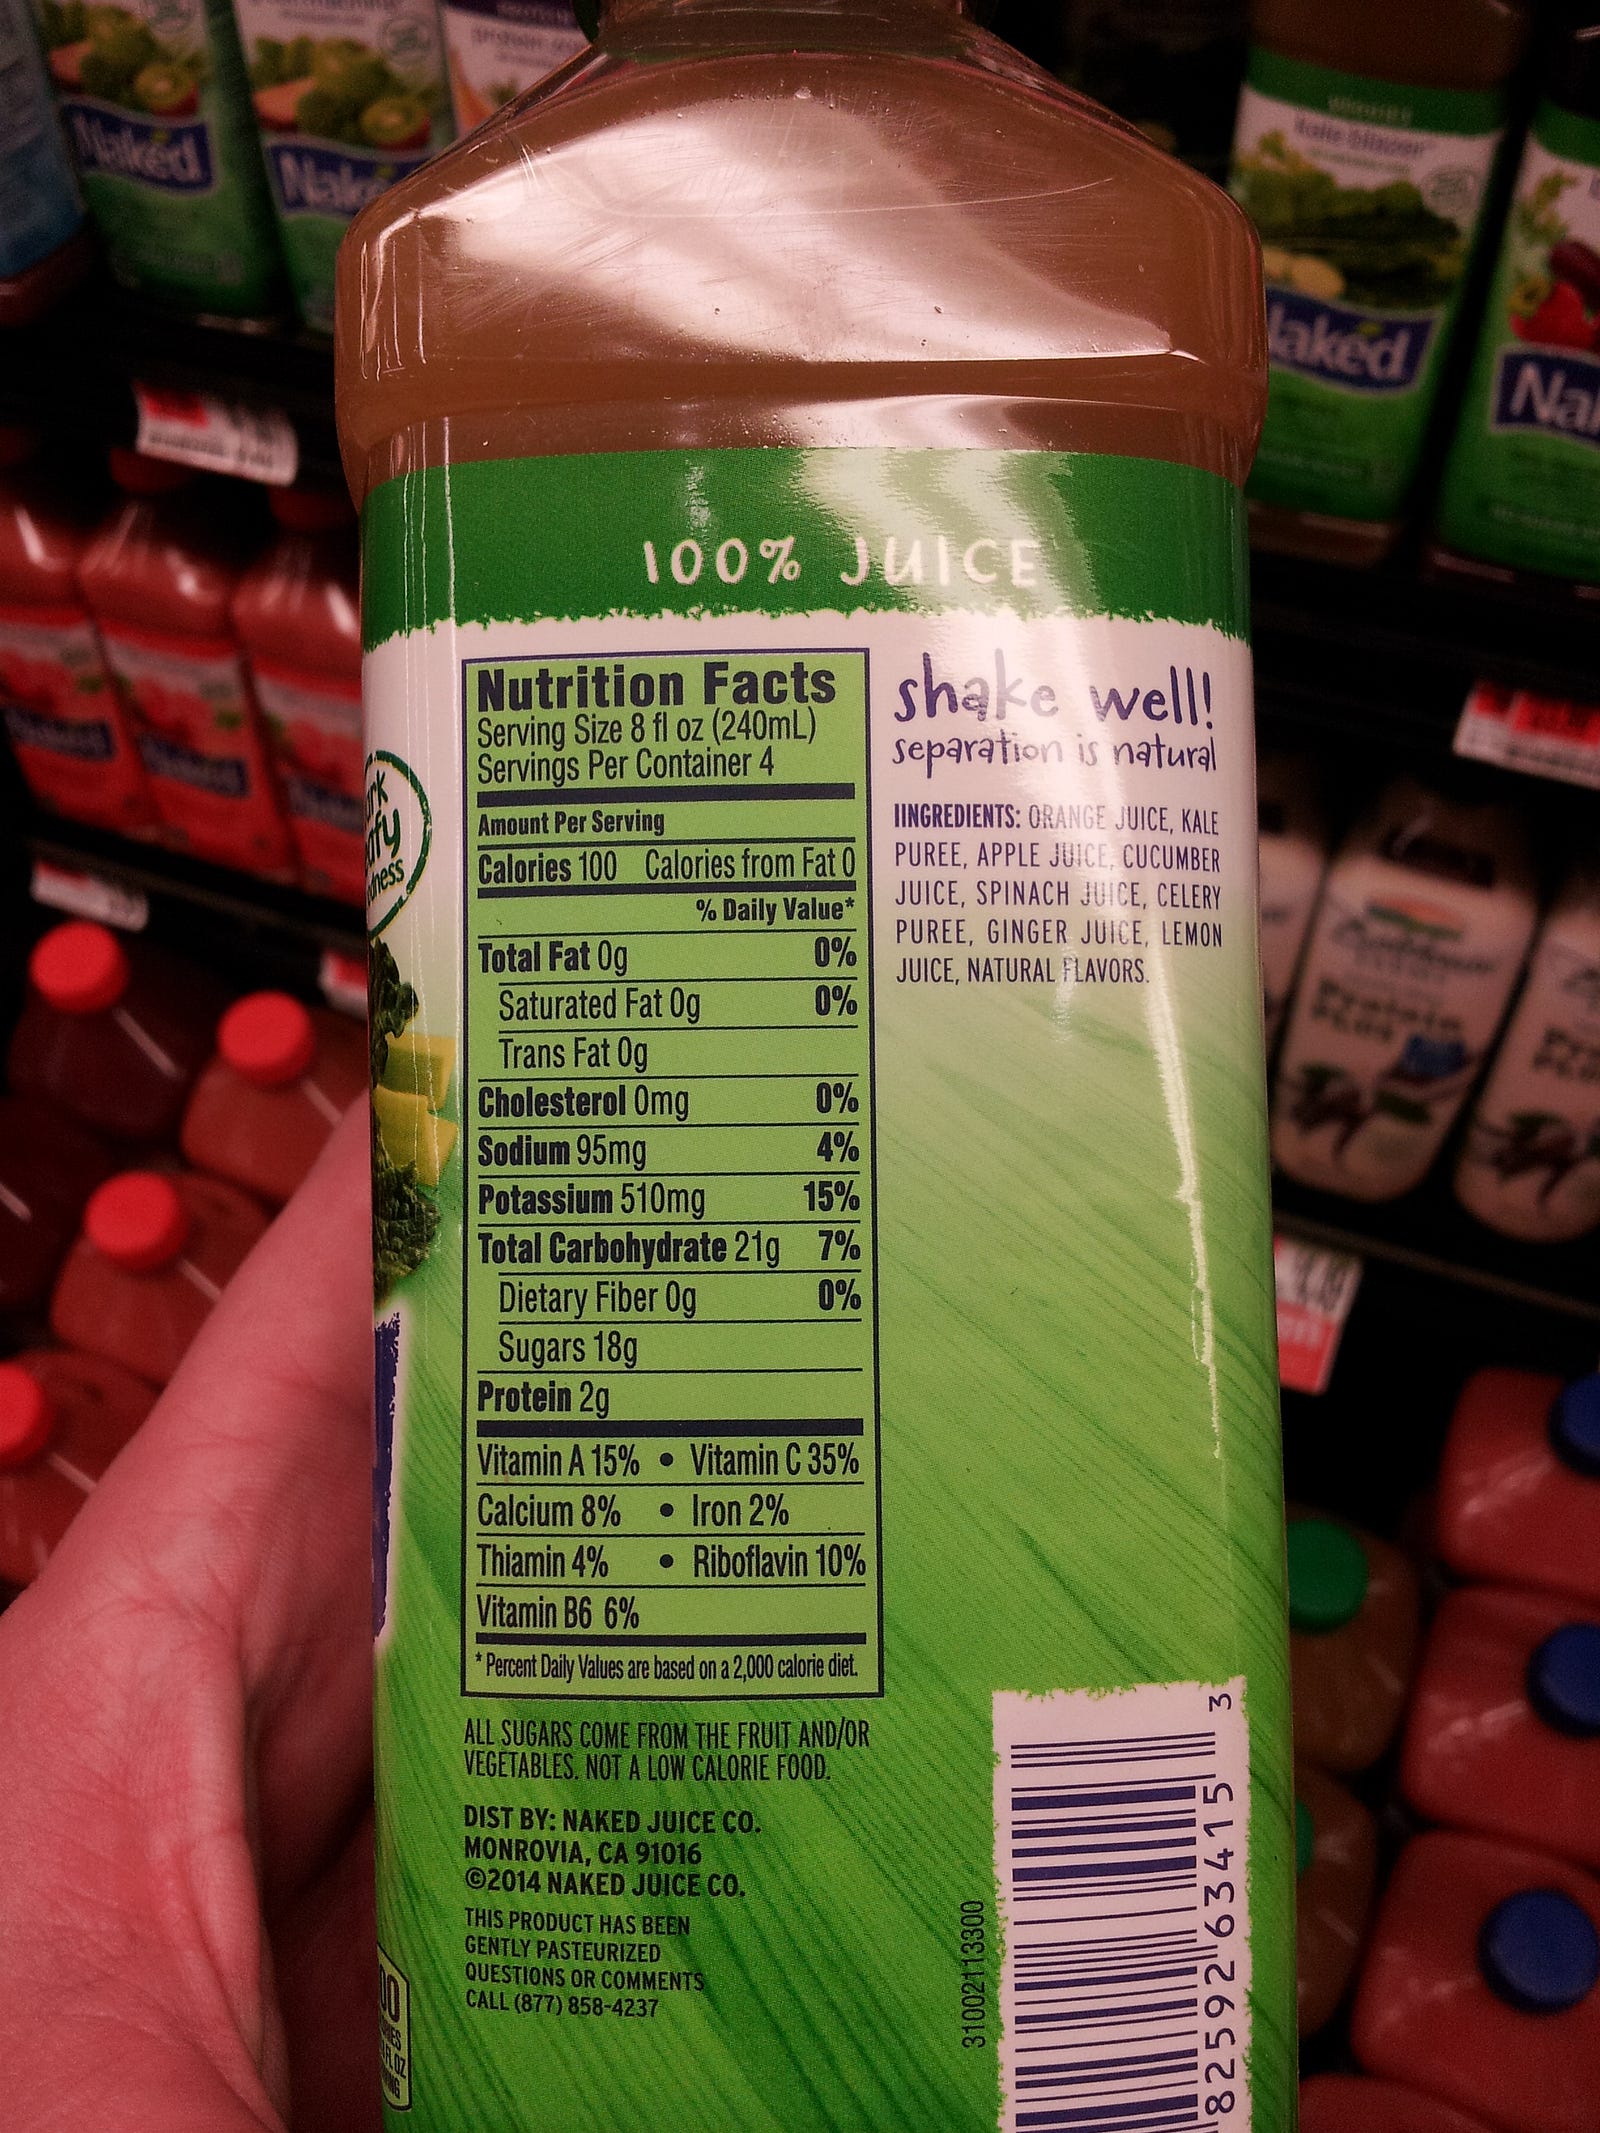 100% JUICE
Nutrition Facts
Serving Size 8 fl oz (240mL)
Servings Per Container 4
Amount Per Serving
Calories 100 Calories from Fat 0
% Daily Value*
Total Fat 0g 0%
Saturated Fat 0g 0%
Trans Fat 0g
Cholesterol 0mg 0%
Sodium 95mg 4%
Potassium 510mg 15%
Total Carbohydrate 21g 7%
Dietary Fiber 0g 0%
Sugars 18g
Protein 2g
Vitamin A 15% • Vitamin C 35%
Calcium 8% • Iron 2%
Thiamin 4% • Riboflavin 10%
Vitamin B6 6%
* Percent Daily Values are based on a 2,000 calorie diet.
ALL SUGARS COME FROM THE FRUIT AND/OR
VEGETABLES. NOT A LOW CALORIE FOOD.
DIST BY: NAKED JUICE CO.
MONROVIA, CA 91016
©2014 NAKED JUICE CO.
THIS PRODUCT HAS BEEN
GENTLY PASTEURIZED
QUESTIONS OR COMMENTS
CALL (877) 858-4237
shake well!
separation is natural
IINGREDIENTS: ORANGE JUICE, KALE
PUREE, APPLE JUICE, CUCUMBER
JUICE, SPINACH JUICE, CELERY
PUREE, GINGER JUICE, LEMON
JUICE, NATURAL FLAVORS.
31002113300
82592 63415 3
Naked
Nake
kale blazer
aked
Na
Protein